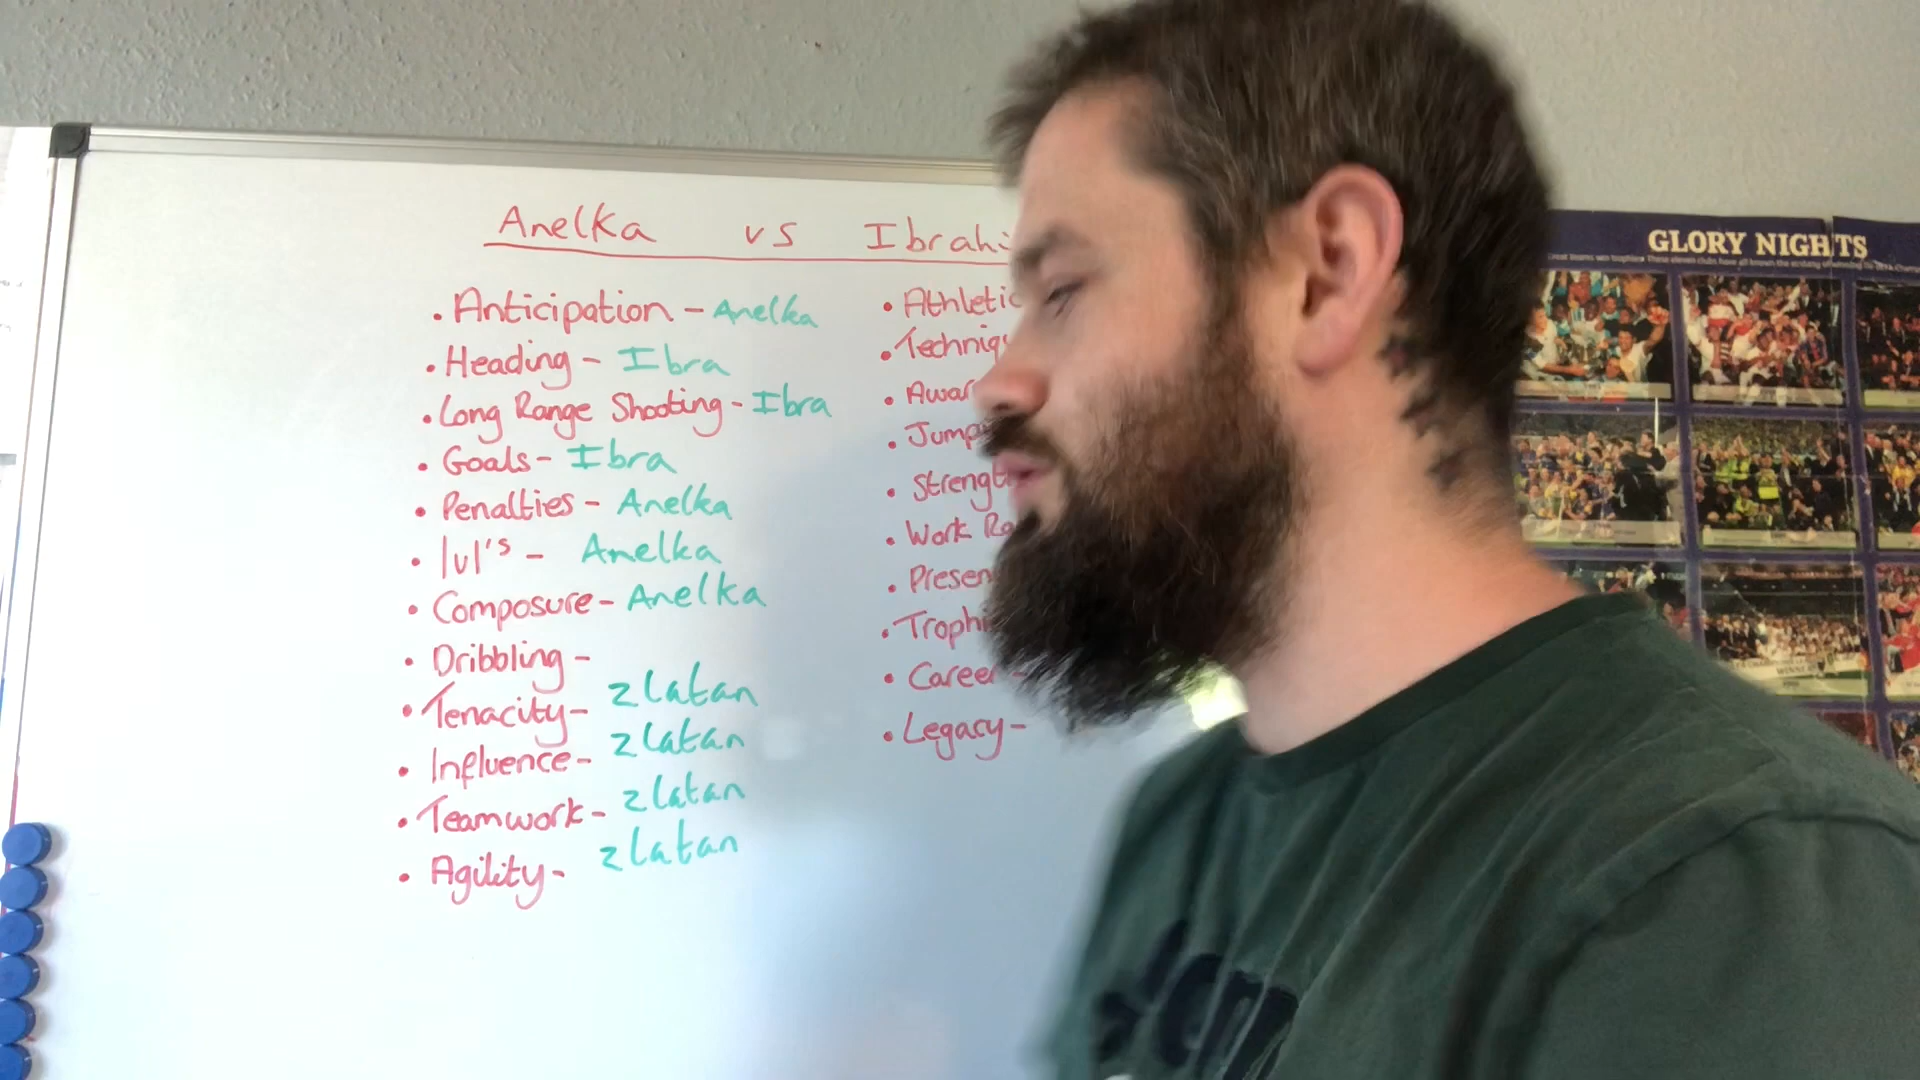 Anelka vs Ibrahi
• Anticipation - Anelka
• Heading - Ibra
• Long Range Shooting - Ibra
• Goals - Ibra
• Penalties - Anelka
• 1v1's - Anelka
• Composure - Anelka
• Dribbling -
• Tenacity - Zlatan
• Influence - Zlatan
• Teamwork - Zlatan
• Agility - Zlatan
• Athletic
• Techniq
• Awar
• Jump
• Strengt
• Work Ra
• Presen
• Troph
• Career -
• Legacy -
GLORY NIGHTS